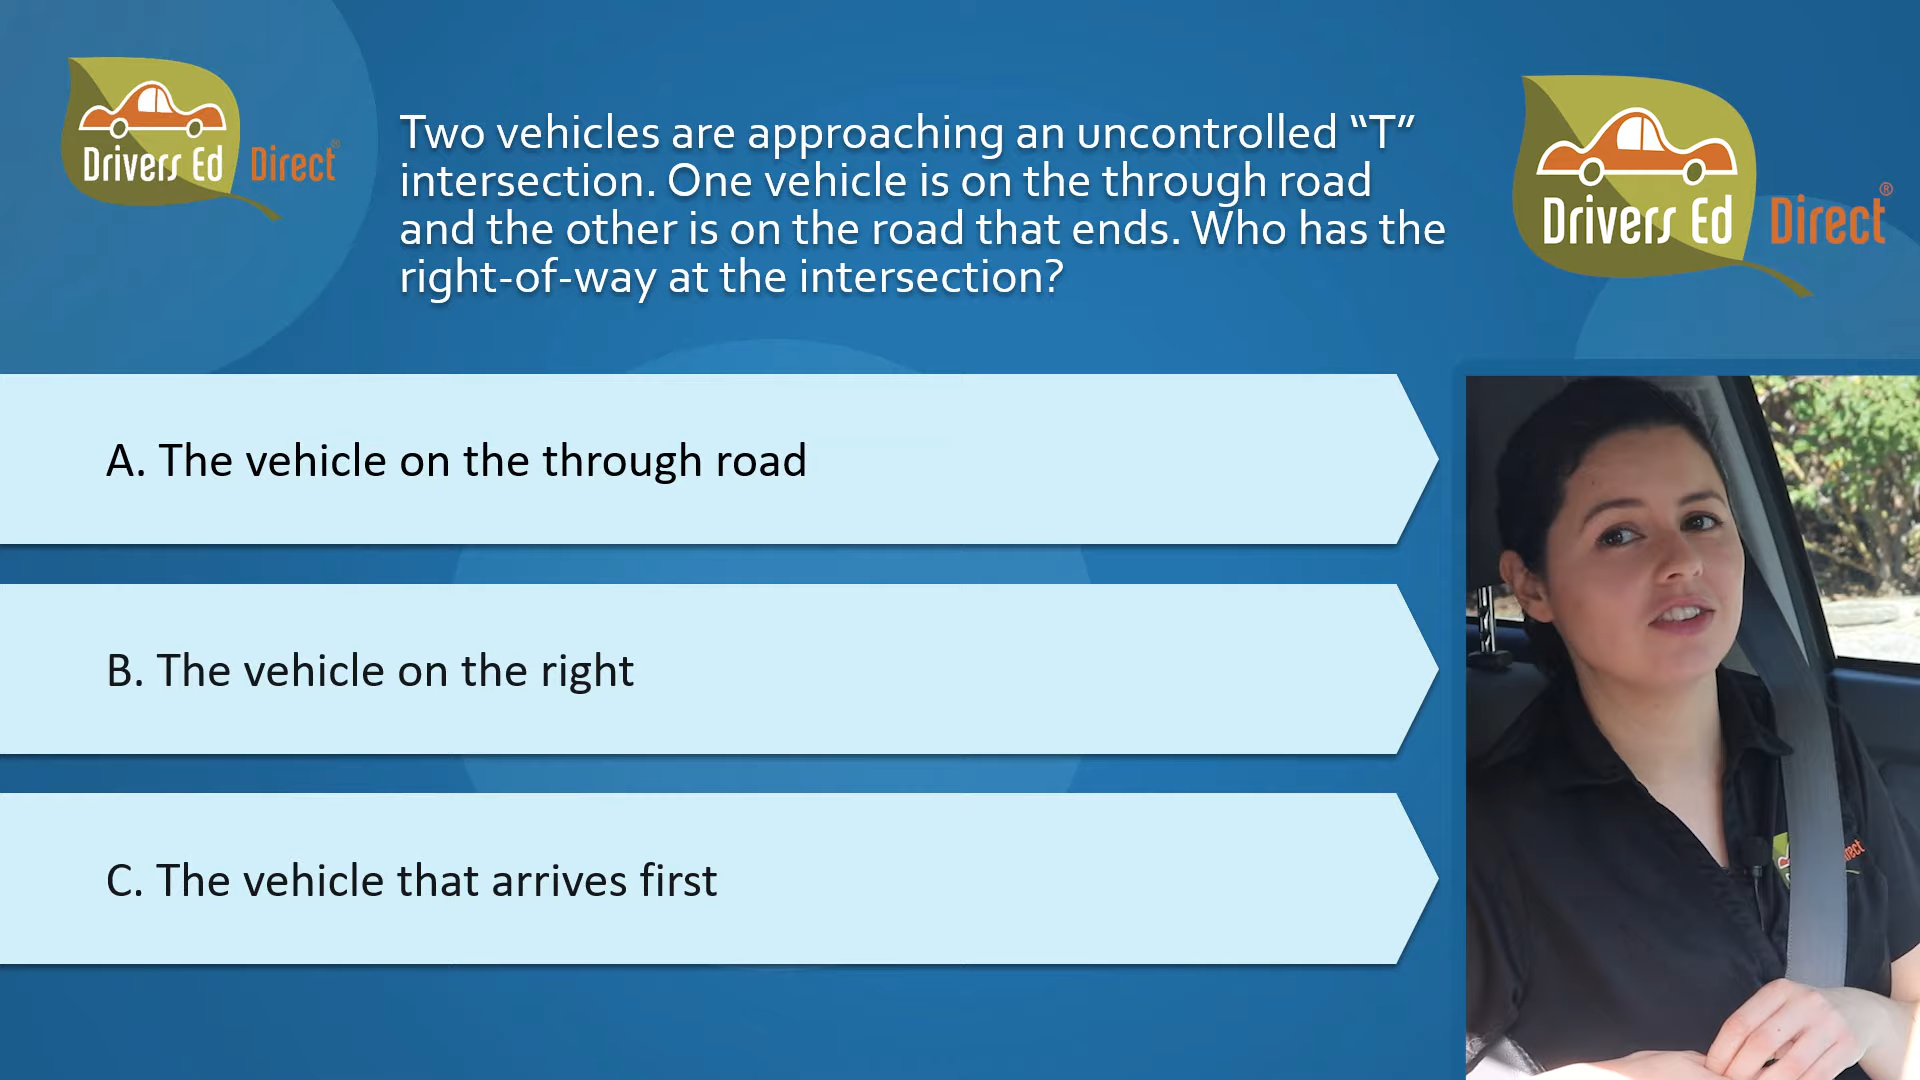 Drivers Ed Direct®
Two vehicles are approaching an uncontrolled “T”
intersection. One vehicle is on the through road
and the other is on the road that ends. Who has the
right-of-way at the intersection?
Drivers Ed Direct®
A. The vehicle on the through road
B. The vehicle on the right
C. The vehicle that arrives first